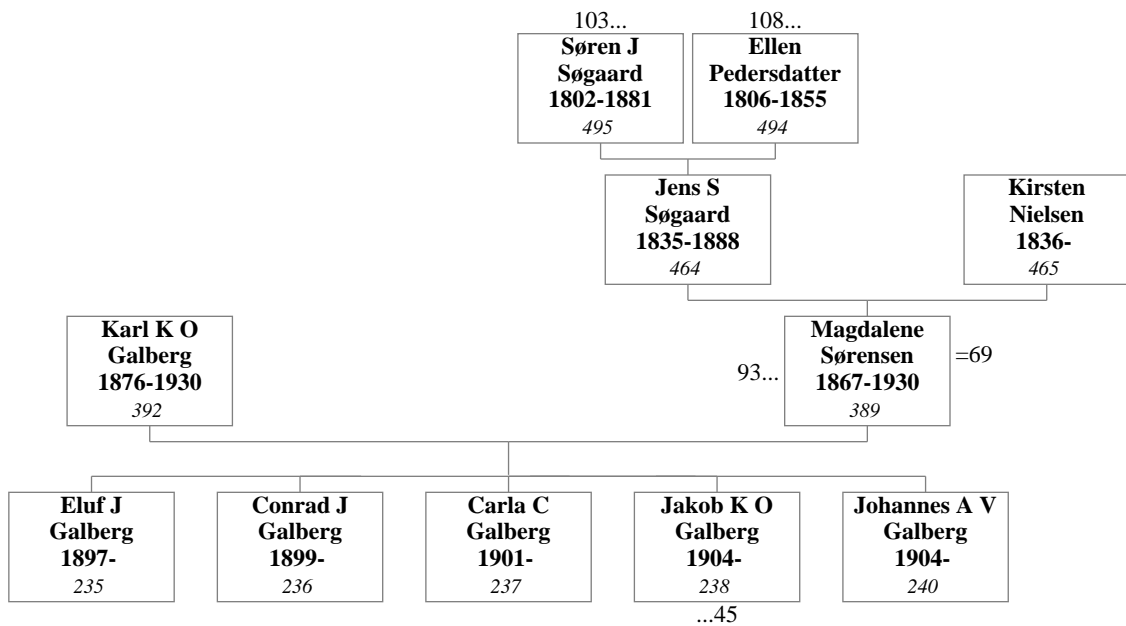 103...
108...
Søren J
Søgaard
1802-1881
495
Ellen
Pedersdatter
1806-1855
494
Jens S
Søgaard
1835-1888
464
Kirsten
Nielsen
1836-
465
Karl K O
Galberg
1876-1930
392
93...
Magdalene
Sørensen
1867-1930
389
=69
Eluf J
Galberg
1897-
235
Conrad J
Galberg
1899-
236
Carla C
Galberg
1901-
237
Jakob K O
Galberg
1904-
238
...45
Johannes A V
Galberg
1904-
240